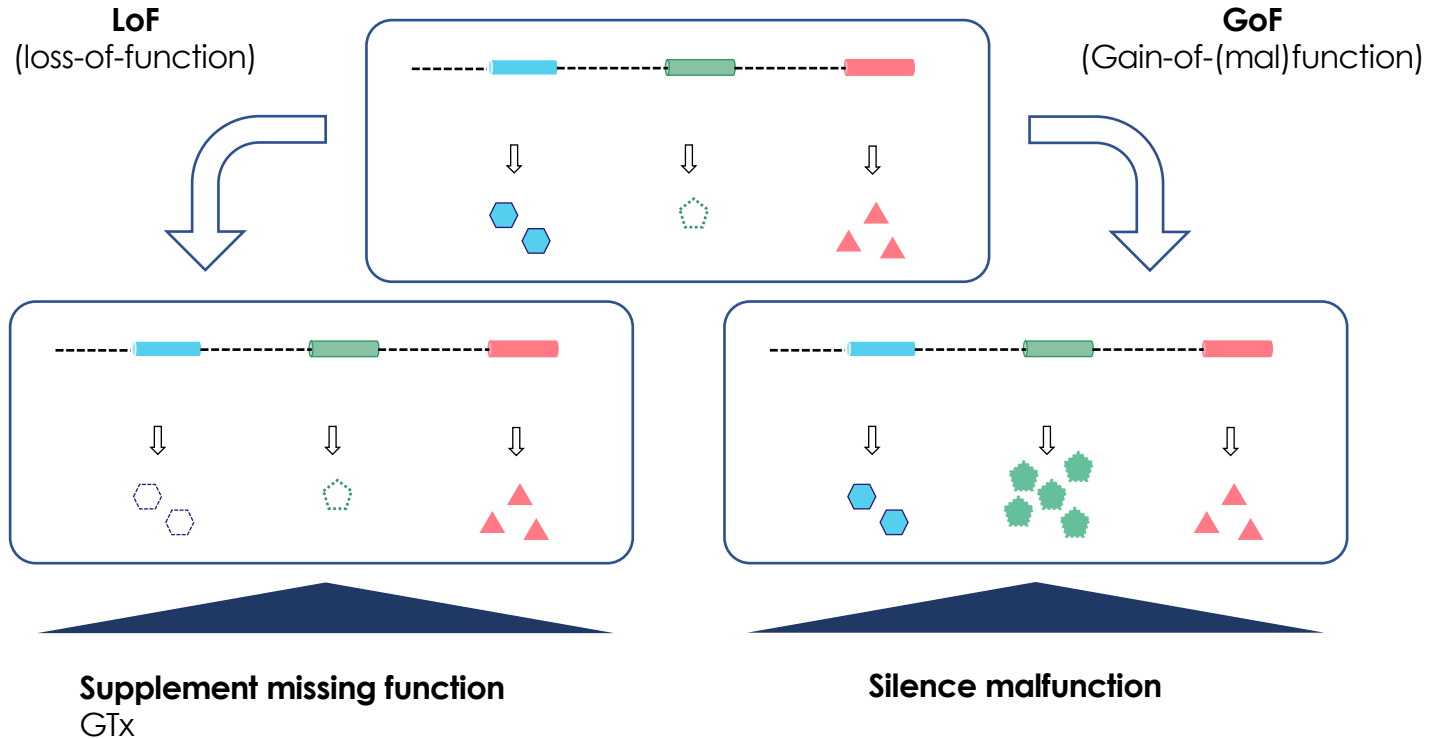 LoF
(loss-of-function)
GoF
(Gain-of-(mal)function)
Supplement missing function
GTx
Silence malfunction